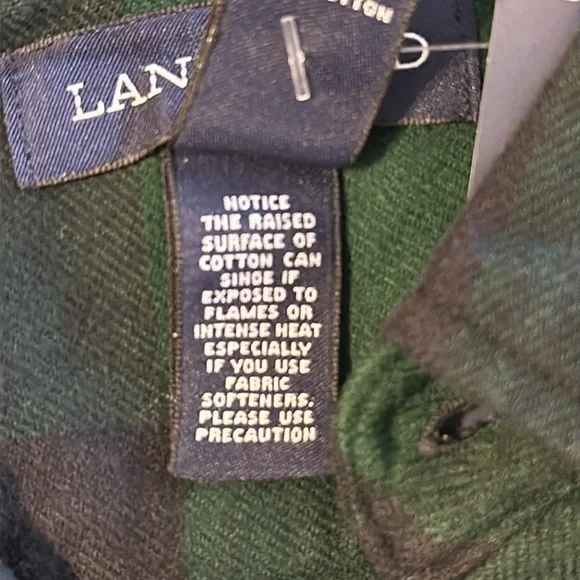 COTTON
LAN
D
NOTICE
THE RAISED
SURFACE OF
COTTON CAN
SINGE IF
EXPOSED TO
FLAMES OR
INTENSE HEAT
ESPECIALLY
IF YOU USE
FABRIC
SOFTENERS.
PLEASE USE
PRECAUTION